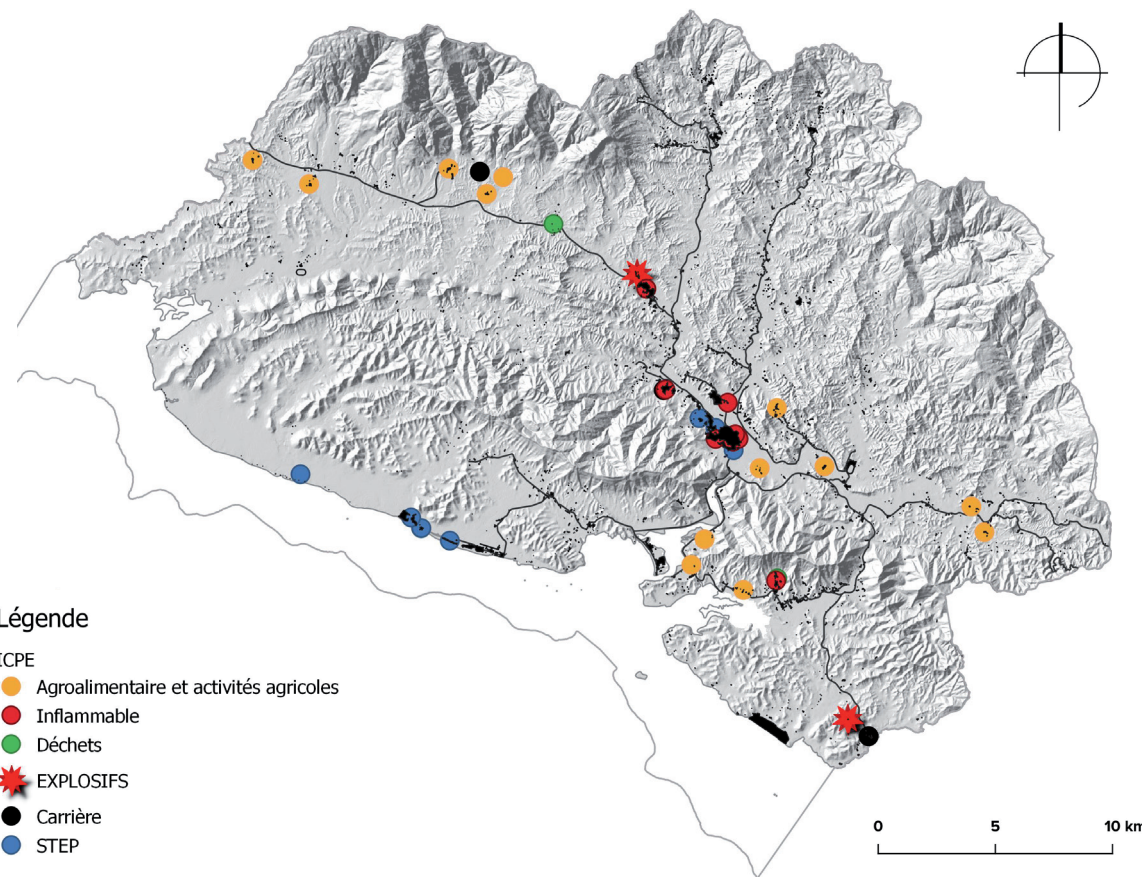 Légende
ICPE
Agroalimentaire et activités agricoles
Inflammable
Déchets
EXPLOSIFS
Carrière
STEP
0 5 10 km